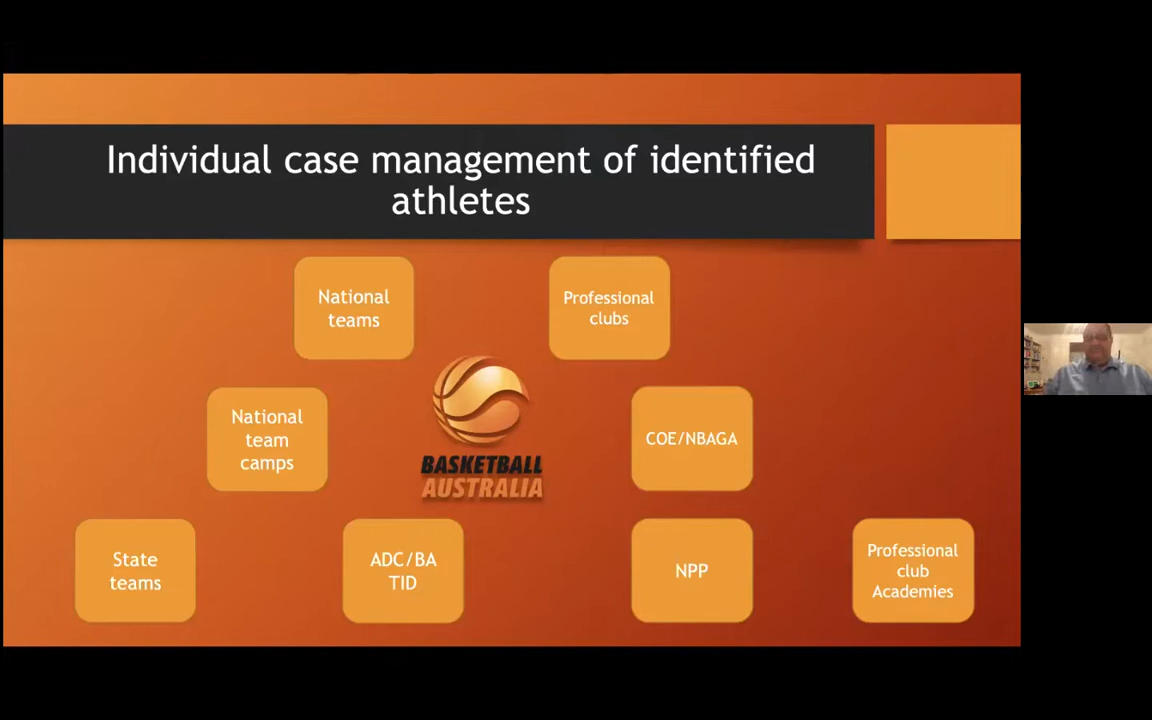 Individual case management of identified
athletes
National
teams
Professional
clubs
National
team
camps
BASKETBALL
AUSTRALIA
COE/NBAGA
State
teams
ADC/BA
TID
NPP
Professional
club
Academies